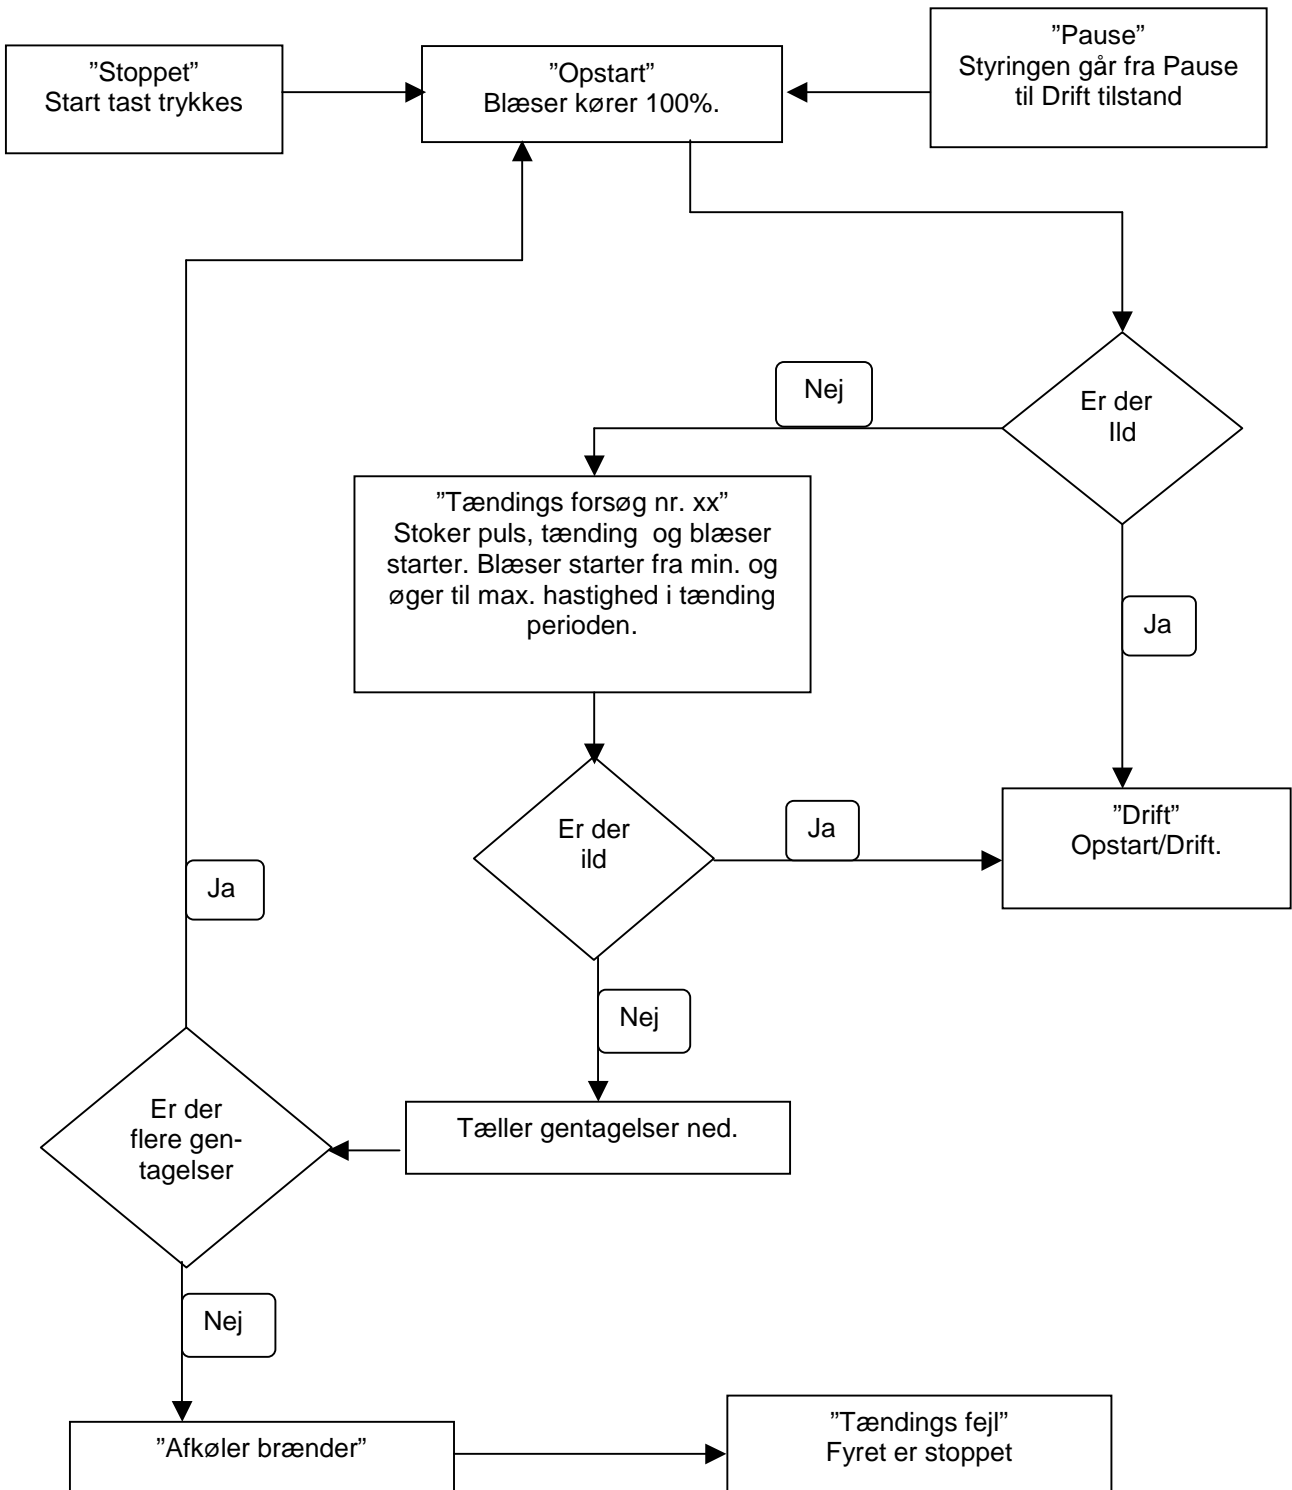 ”Stoppet”
Start tast trykkes
”Opstart”
Blæser kører 100%.
”Pause”
Styringen går fra Pause
til Drift tilstand
Nej
Er der
Ild
”Tændings forsøg nr. xx”
Stoker puls, tænding  og blæser
starter. Blæser starter fra min. og
øger til max. hastighed i tænding
perioden.
Ja
Er der
ild
Ja
”Drift”
Opstart/Drift.
Ja
Nej
Er der
flere gen-
tagelser
Tæller gentagelser ned.
Nej
”Afkøler brænder”
”Tændings fejl”
Fyret er stoppet